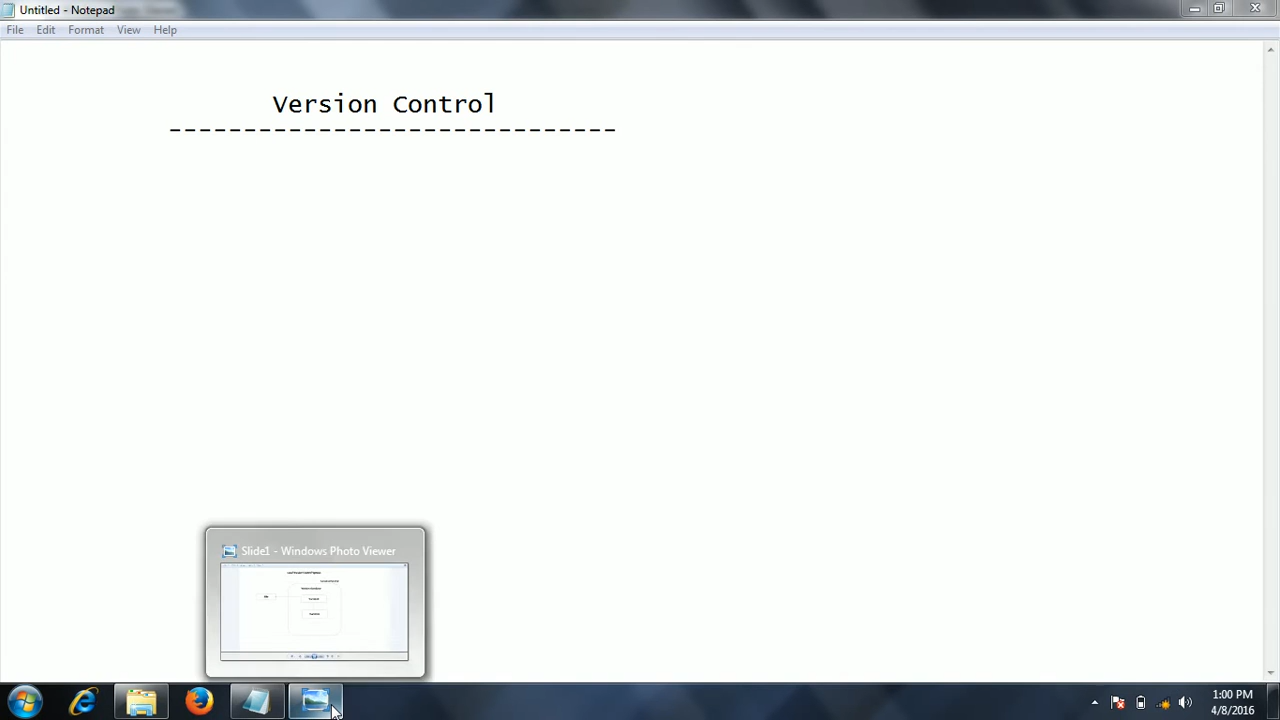 Untitled - Notepad
File Edit Format View Help
Version Control
------------------------------
Slide1 - Windows Photo Viewer
1:00 PM
4/8/2016